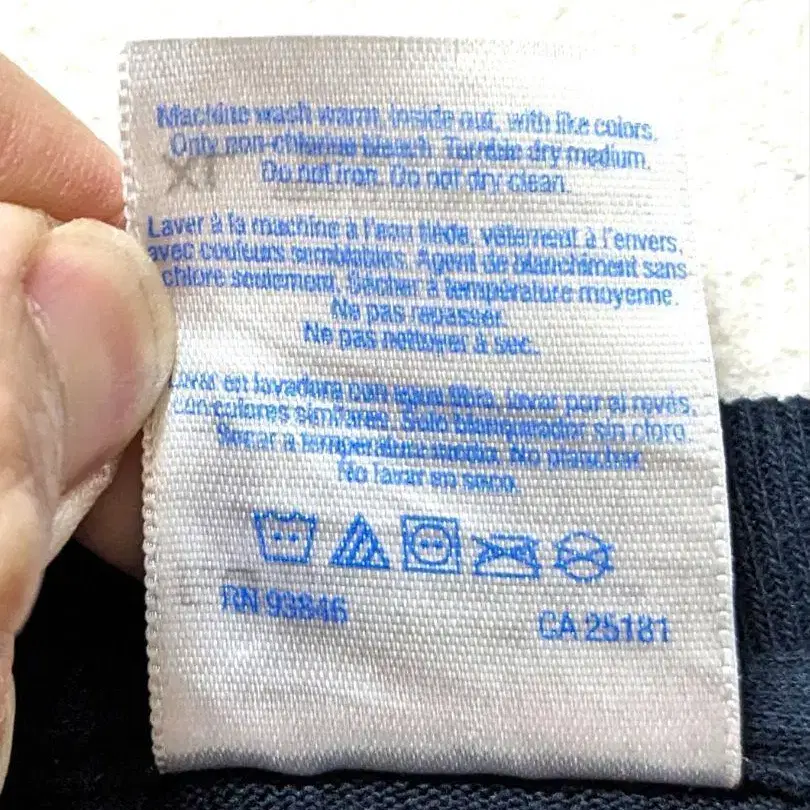 Machine wash warm, inside out, with like colors.
Only non-chlorine bleach. Tumble dry medium.
Do not iron. Do not dry clean.
Laver à la machine à l'eau tiède, vêtement à l'envers,
avec couleurs semblables. Agent de blanchiment sans
chlore seulement. Sécher à température moyenne.
Ne pas repasser.
Ne pas nettoyer à sec.
Lavar en lavadora con agua tibia, lavar por el revés,
con colores similares. Solo blanqueador sin cloro.
Secar a temperatura media. No planchar.
No lavar en seco.
RN 93846
CA 25181